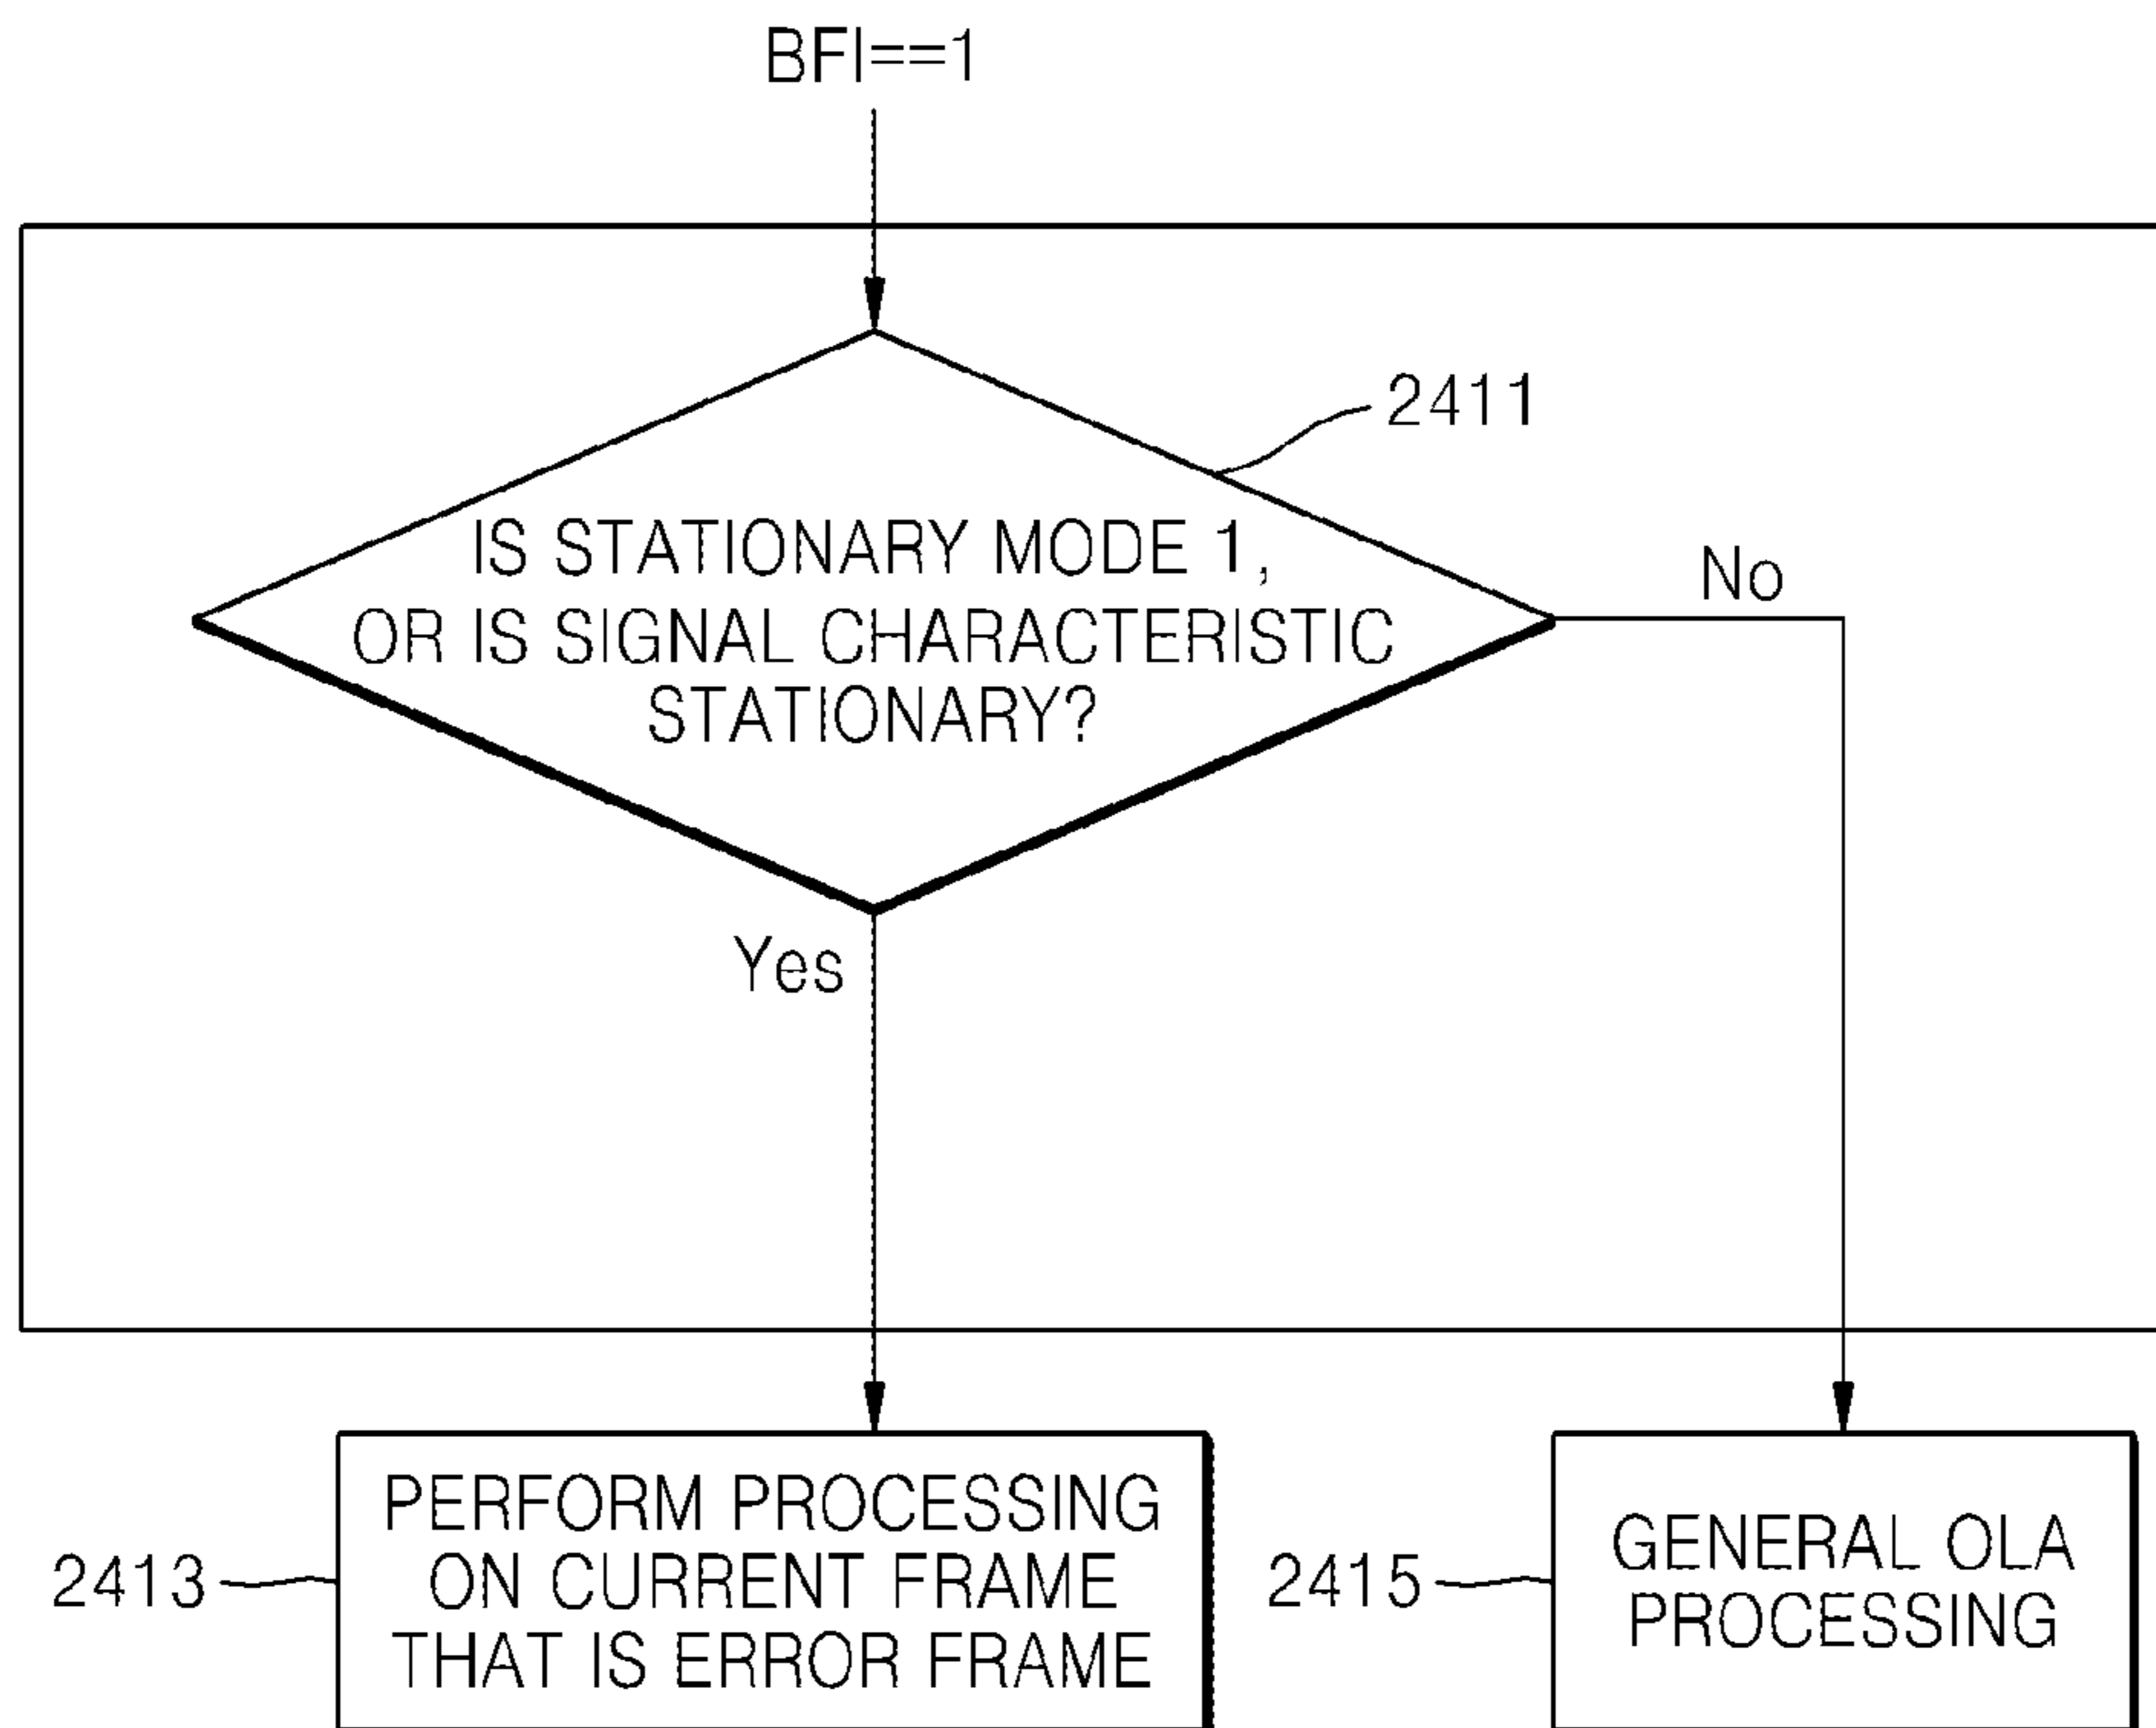 BFI==1
2411
IS STATIONARY MODE 1,
OR IS SIGNAL CHARACTERISTIC
STATIONARY?
No
Yes
2413
PERFORM PROCESSING
ON CURRENT FRAME
THAT IS ERROR FRAME
2415
GENERAL OLA
PROCESSING